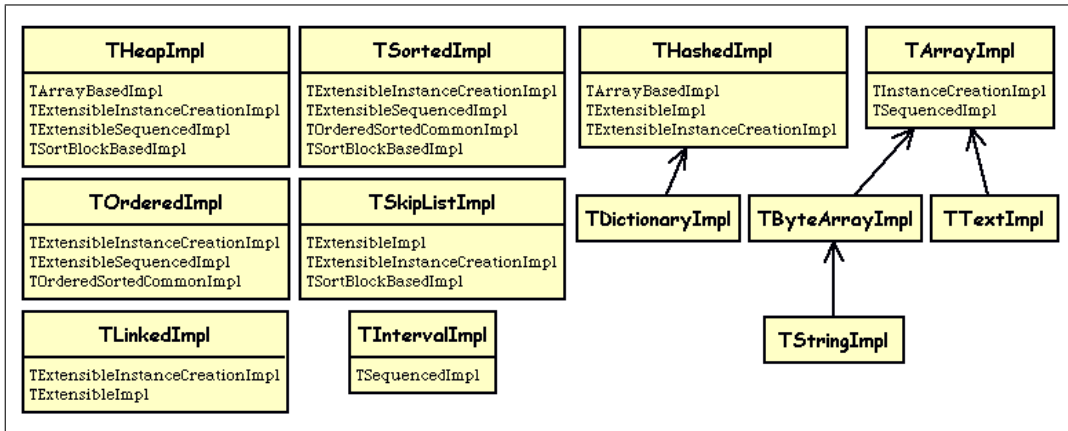 THeapImpl
TArrayBasedImpl
TExtensibleInstanceCreationImpl
TExtensibleSequencedImpl
TSortBlockBasedImpl
TSortedImpl
TExtensibleInstanceCreationImpl
TExtensibleSequencedImpl
TOrderedSortedCommonImpl
TSortBlockBasedImpl
THashedImpl
TArrayBasedImpl
TExtensibleImpl
TExtensibleInstanceCreationImpl
TArrayImpl
TInstanceCreationImpl
TSequencedImpl
TOrderedImpl
TExtensibleInstanceCreationImpl
TExtensibleSequencedImpl
TOrderedSortedCommonImpl
TSkipListImpl
TExtensibleImpl
TExtensibleInstanceCreationImpl
TSortBlockBasedImpl
TDictionaryImpl
TByteArrayImpl
TTextImpl
TLinkedImpl
TExtensibleInstanceCreationImpl
TExtensibleImpl
TIntervalImpl
TSequencedImpl
TStringImpl